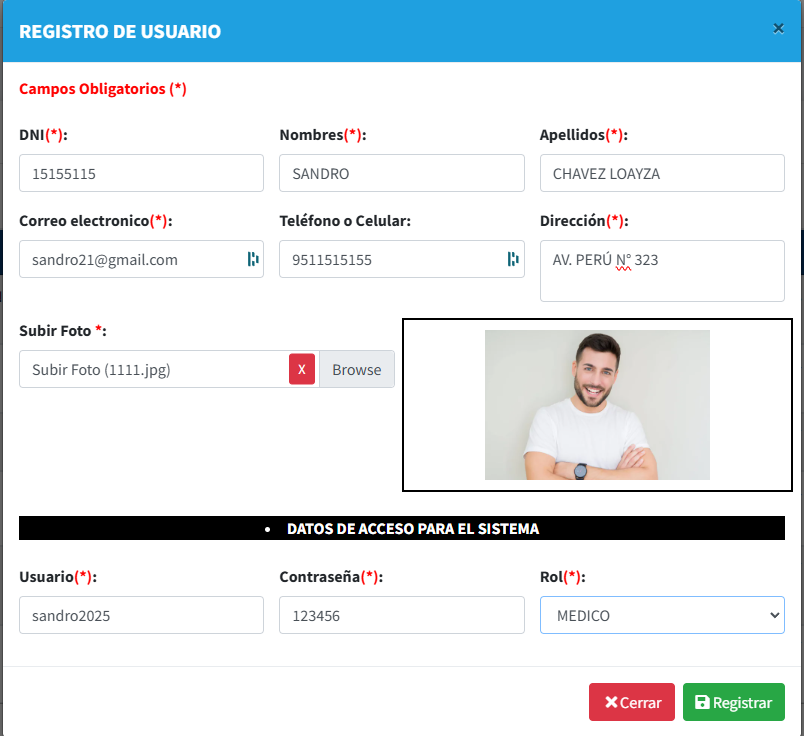 REGISTRO DE USUARIO ×
Campos Obligatorios (*)
DNI(*): Nombres(*): Apellidos(*):
15155115 SANDRO CHAVEZ LOAYZA
Correo electronico(*): Teléfono o Celular: Dirección(*):
sandro21@gmail.com 9511515155 AV. PERÚ N° 323
Subir Foto *:
Subir Foto (1111.jpg) X Browse
• DATOS DE ACCESO PARA EL SISTEMA
Usuario(*): Contraseña(*): Rol(*):
sandro2025 123456 MEDICO
Cerrar Registrar